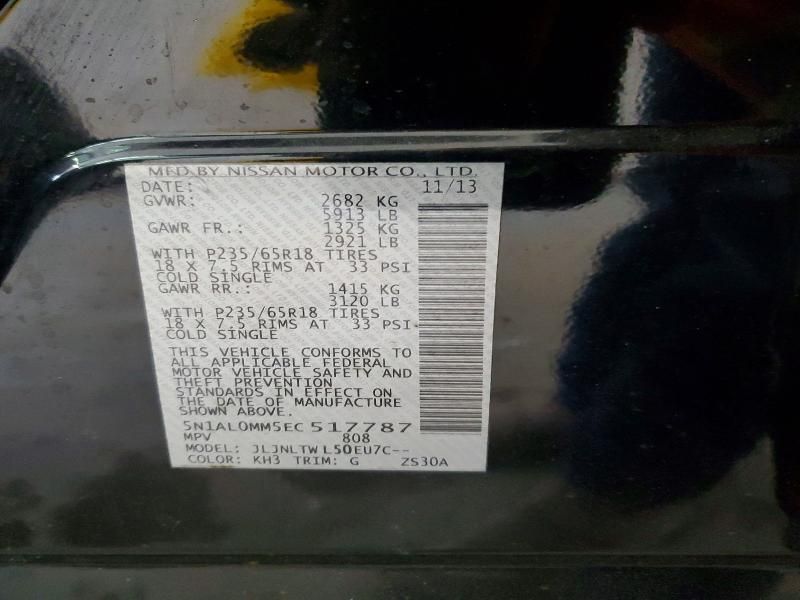 MFD BY NISSAN MOTOR CO., LTD.
DATE: 11/13
GVWR: 2682 KG
5913 LB
GAWR FR.: 1325 KG
2921 LB
WITH P235/65R18 TIRES
18 X 7.5 RIMS AT 33 PSI
COLD SINGLE
GAWR RR.: 1415 KG
3120 LB
WITH P235/65R18 TIRES
18 X 7.5 RIMS AT 33 PSI
COLD SINGLE
THIS VEHICLE CONFORMS TO
ALL APPLICABLE FEDERAL
MOTOR VEHICLE SAFETY AND
THEFT PREVENTION
STANDARDS IN EFFECT ON
THE DATE OF MANUFACTURE
SHOWN ABOVE.
5N1AL0MM5EC517787
MPV 808
MODEL: JLJNLTWL50EU7C--
COLOR: KH3 TRIM: G ZS30A